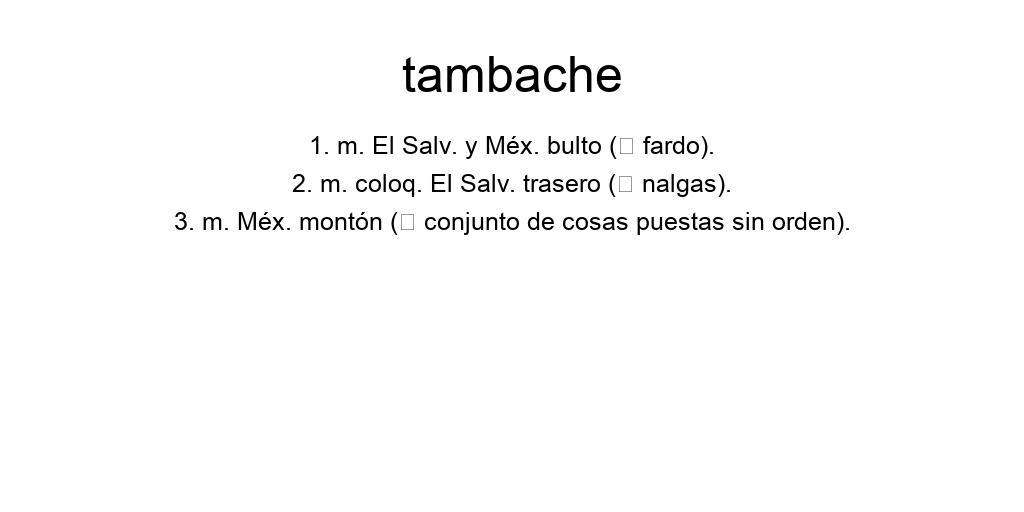 tambache
1. m. El Salv. y Méx. bulto (□ fardo).
2. m. coloq. El Salv. trasero (□ nalgas).
3. m. Méx. montón (□ conjunto de cosas puestas sin orden).